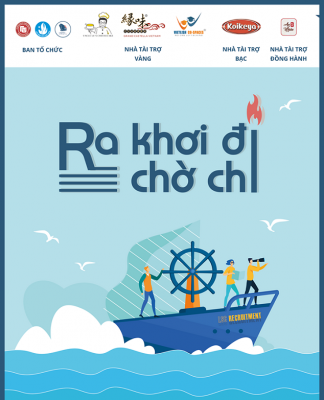 Koikeya
BAN TỔ CHỨC
NHÀ TÀI TRỢ
VÀNG
NHÀ TÀI TRỢ
BẠC
NHÀ TÀI TRỢ
ĐỒNG HÀNH
Ra khơi đi
chờ chi
RECRUITMENT